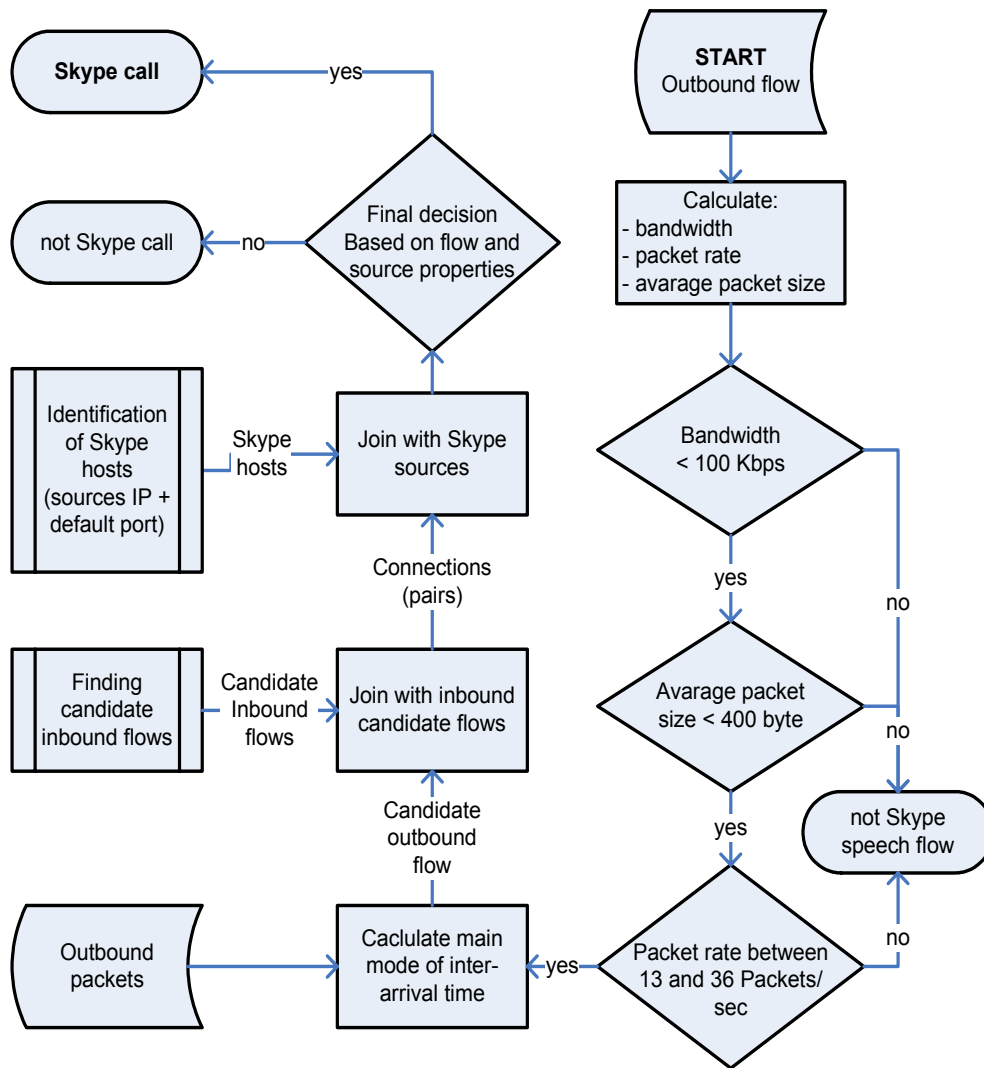 Skype call
yes
START
Outbound flow
Final decision
Based on flow and
source properties
not Skype call
no
Calculate:
- bandwidth
- packet rate
- avarage packet size
Identification
of Skype
hosts
(sources IP +
default port)
Skype
hosts
Join with Skype
sources
Bandwidth
< 100 Kbps
Connections
(pairs)
yes
no
Finding
candidate
inbound flows
Candidate
Inbound
flows
Join with inbound
candidate flows
Avarage packet
size < 400 byte
no
Candidate
outbound
flow
yes
not Skype
speech flow
Outbound
packets
Caclulate main
mode of inter-
arrival time
yes
Packet rate between
13 and 36 Packets/
sec
no